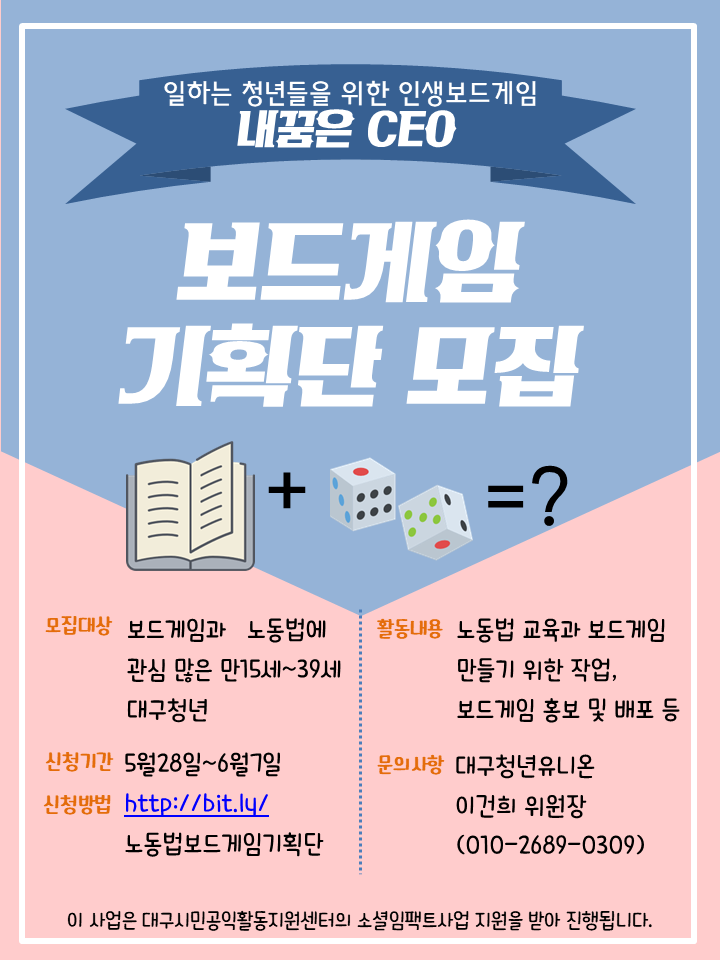 일하는 청년들을 위한 인생보드게임
내꿈은 CEO
보드게임
기획단 모집
+ =?
모집대상 보드게임과 노동법에
관심 많은 만15세~39세
대구청년
신청기간 5월28일~6월7일
신청방법 http://bit.ly/
노동법보드게임기획단
활동내용 노동법 교육과 보드게임
만들기 위한 작업,
보드게임 홍보 및 배포 등
문의사항 대구청년유니온
이건희 위원장
(010-2689-0309)
이 사업은 대구시민공익활동지원센터의 소셜임팩트사업 지원을 받아 진행됩니다.